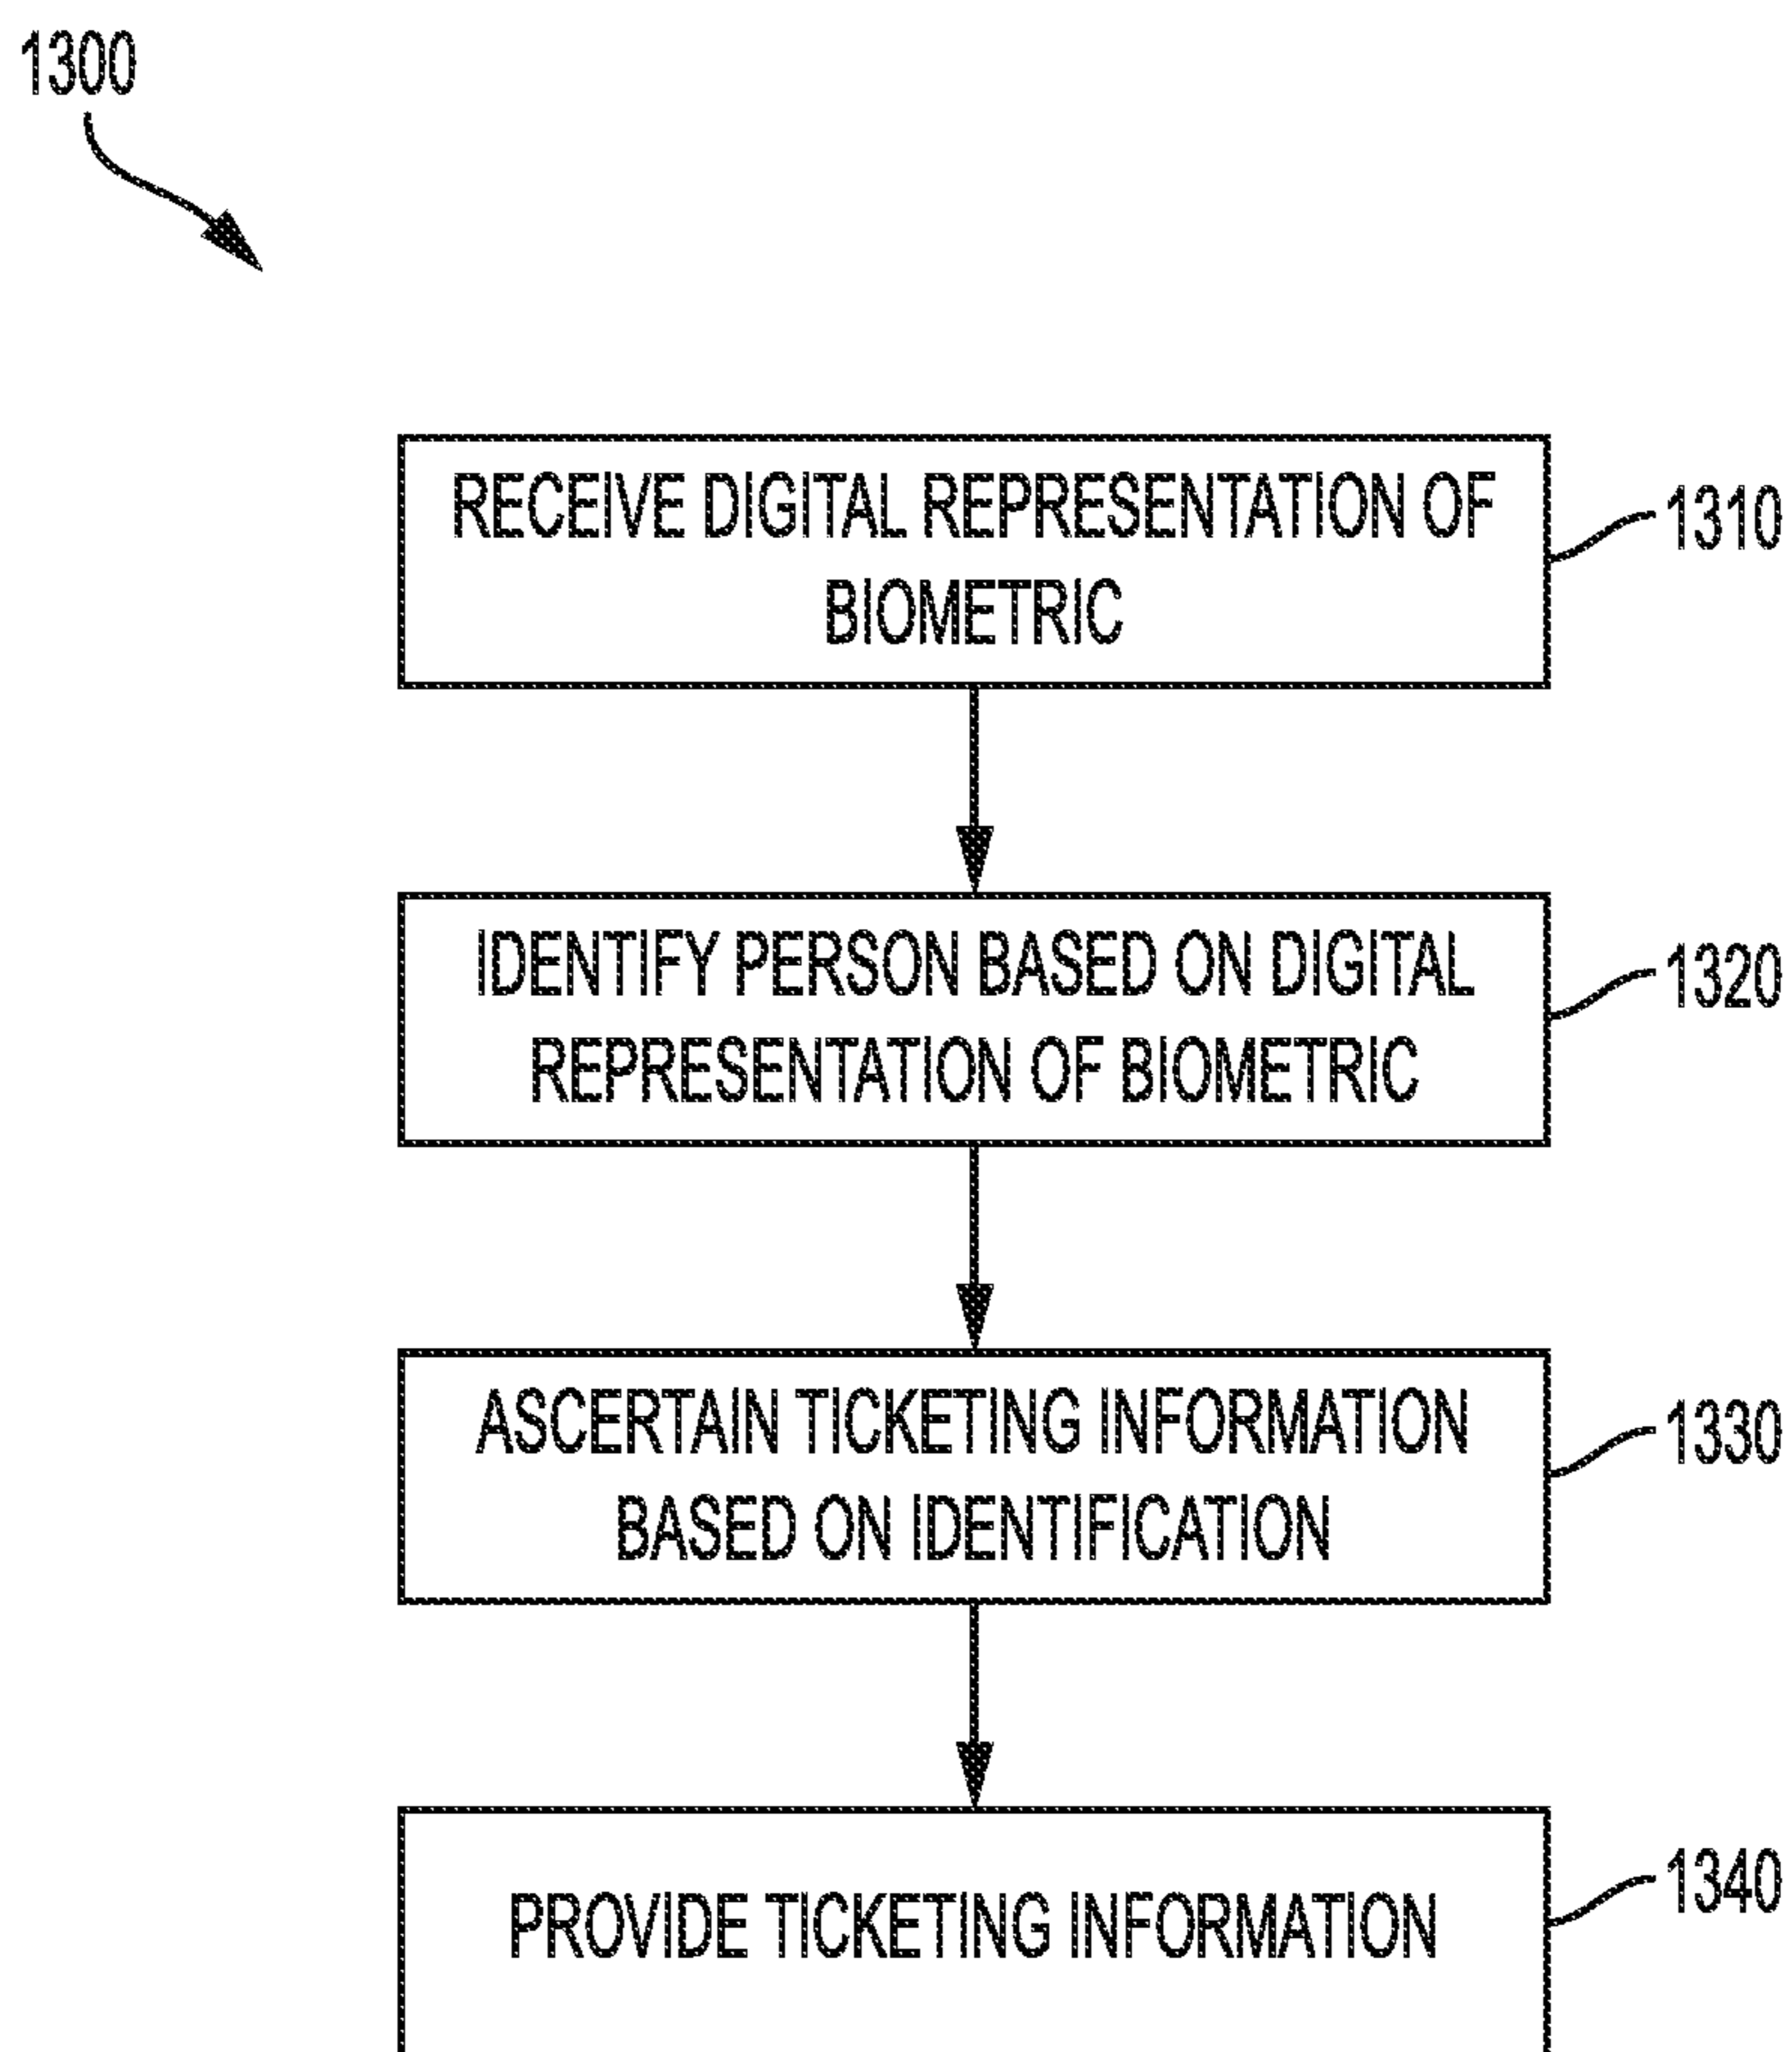 1300
RECEIVE DIGITAL REPRESENTATION OF
BIOMETRIC
1310
IDENTIFY PERSON BASED ON DIGITAL
REPRESENTATION OF BIOMETRIC
1320
ASCERTAIN TICKETING INFORMATION
BASED ON IDENTIFICATION
1330
PROVIDE TICKETING INFORMATION
1340